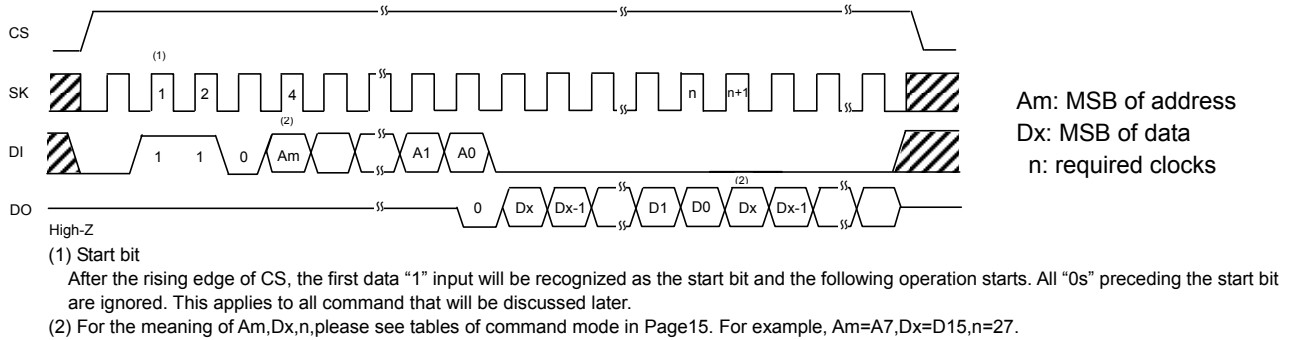 CS
(1)
SK 1 2 4 n n+1
(2)
DI 1 1 0 Am A1 A0
(2)
DO 0 Dx Dx-1 D1 D0 Dx Dx-1
High-Z
Am: MSB of address
Dx: MSB of data
n: required clocks
(1) Start bit
After the rising edge of CS, the first data “1” input will be recognized as the start bit and the following operation starts. All “0s” preceding the start bit
are ignored. This applies to all command that will be discussed later.
(2) For the meaning of Am,Dx,n,please see tables of command mode in Page15. For example, Am=A7,Dx=D15,n=27.